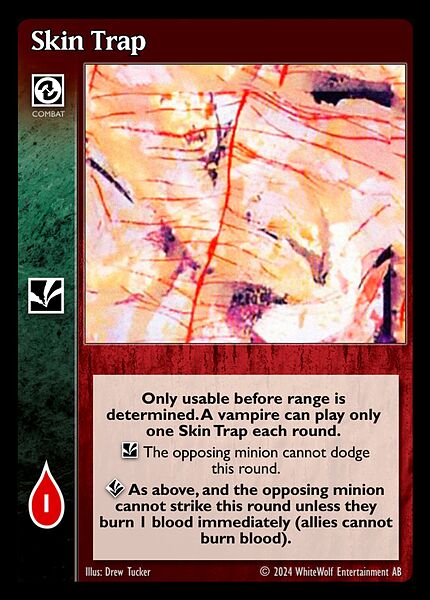 Skin Trap
COMBAT
Only usable before range is
determined. A vampire can play only
one Skin Trap each round.
The opposing minion cannot dodge
this round.
As above, and the opposing minion
cannot strike this round unless they
burn 1 blood immediately (allies cannot
burn blood).
1
Illus: Drew Tucker
© 2024 WhiteWolf Entertainment AB